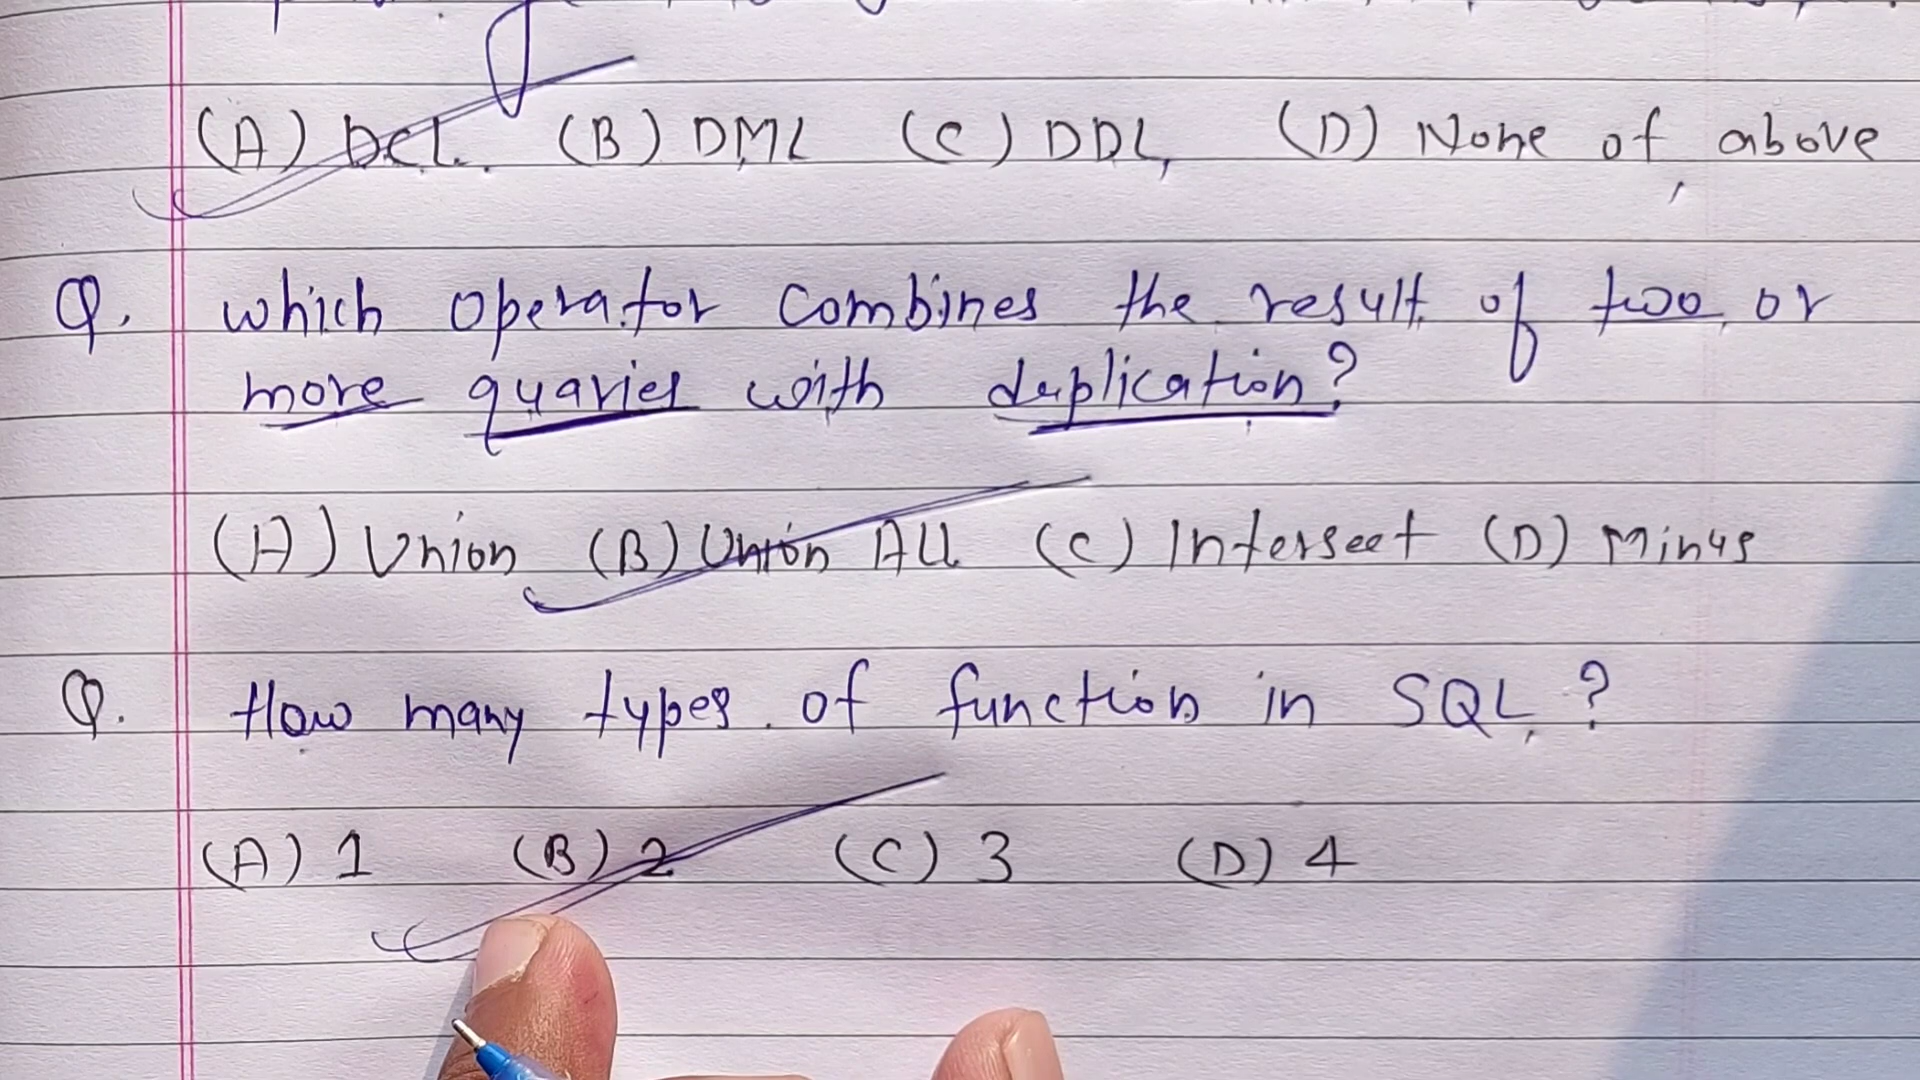 (A) DCL (B) DML (C) DDL (D) None of above
Q. which operator combines the result of two or
more quaries with duplication?
(A) Union (B) Union All (C) Interseet (D) Minus
Q. How many types of function in SQL ?
(A) 1 (B) 2 (C) 3 (D) 4